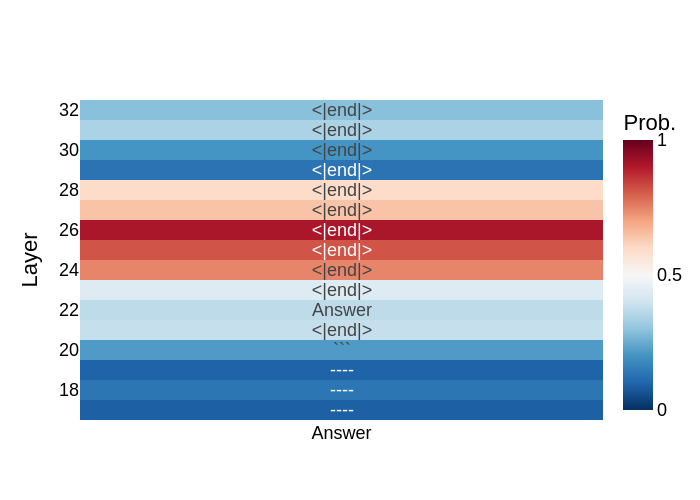 Prob.
Layer
32 <|end|>
<|end|>
30 <|end|>
<|end|>
28 <|end|>
<|end|>
26 <|end|>
<|end|>
24 <|end|>
<|end|>
22 Answer
<|end|>
20 ```
----
18 ----
----
Answer
1
0.5
0